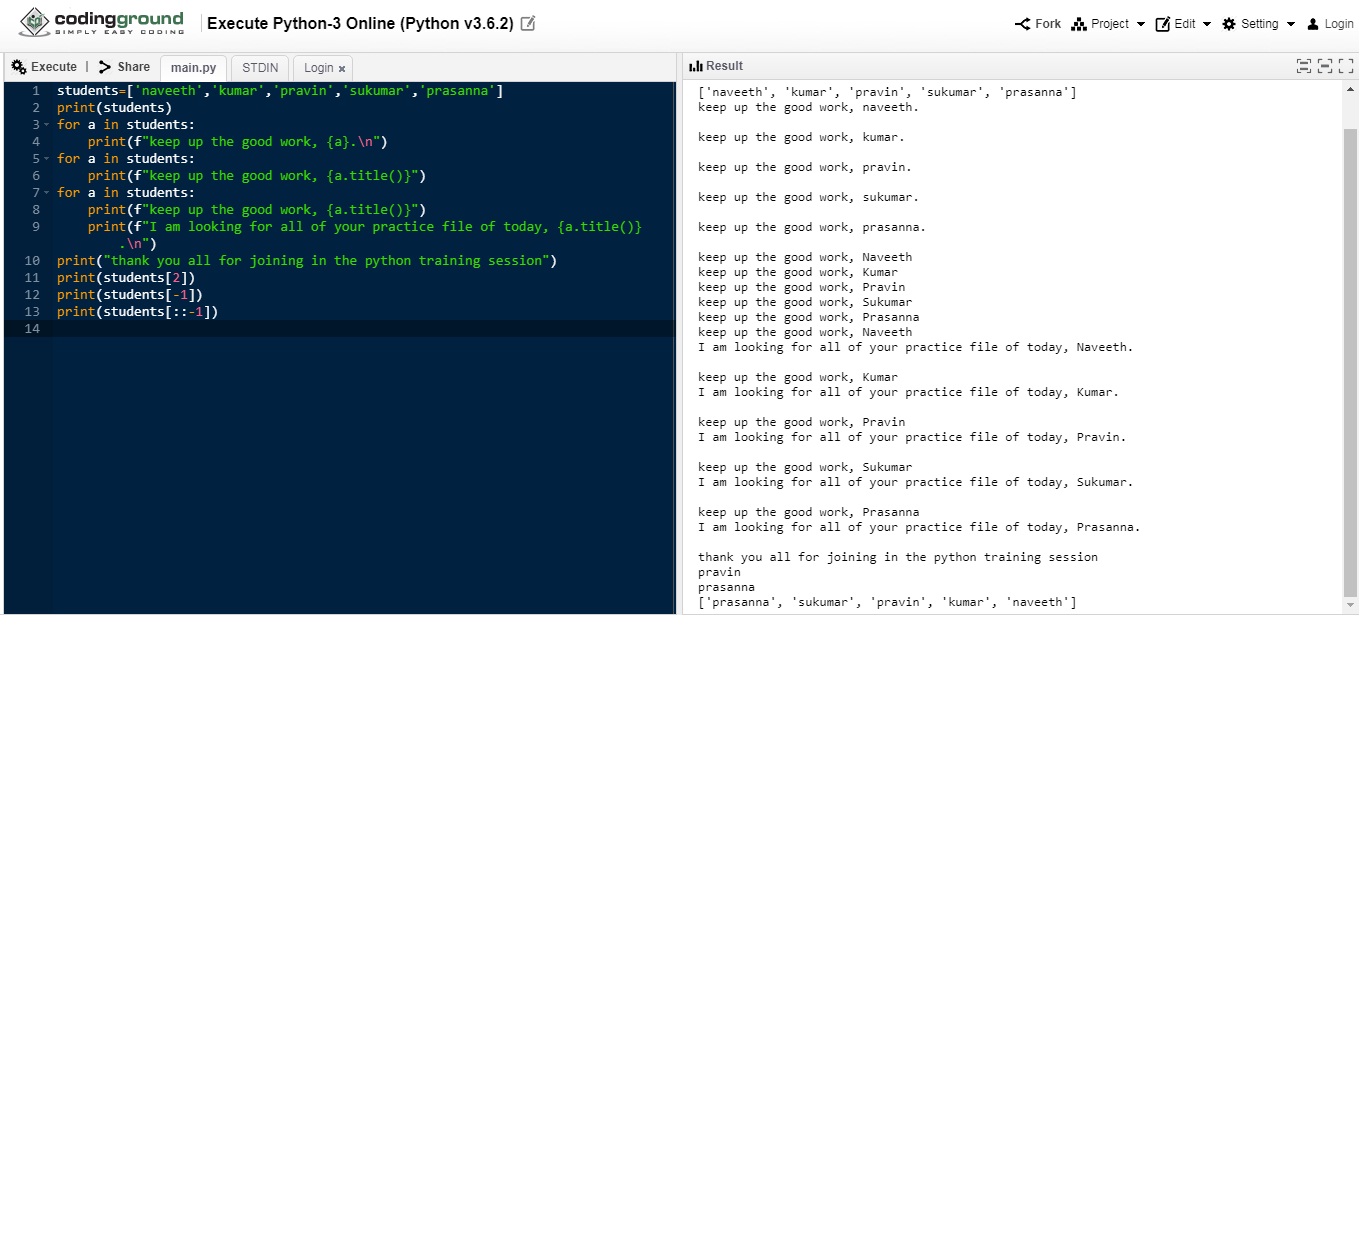 codingground
SIMPLY EASY CODING
Execute Python-3 Online (Python v3.6.2)
Fork Project Edit Setting Login
Execute | Share main.py STDIN Login ×
1 students=['naveeth','kumar','pravin','sukumar','prasanna']
2 print(students)
3 for a in students:
4     print(f"keep up the good work, {a}.\n")
5 for a in students:
6     print(f"keep up the good work, {a.title()}")
7 for a in students:
8     print(f"keep up the good work, {a.title()}")
9     print(f"I am looking for all of your practice file of today, {a.title()}
.\n")
10 print("thank you all for joining in the python training session")
11 print(students[2])
12 print(students[-1])
13 print(students[::-1])
14
Result
['naveeth', 'kumar', 'pravin', 'sukumar', 'prasanna']
keep up the good work, naveeth.
keep up the good work, kumar.
keep up the good work, pravin.
keep up the good work, sukumar.
keep up the good work, prasanna.
keep up the good work, Naveeth
keep up the good work, Kumar
keep up the good work, Pravin
keep up the good work, Sukumar
keep up the good work, Prasanna
keep up the good work, Naveeth
I am looking for all of your practice file of today, Naveeth.
keep up the good work, Kumar
I am looking for all of your practice file of today, Kumar.
keep up the good work, Pravin
I am looking for all of your practice file of today, Pravin.
keep up the good work, Sukumar
I am looking for all of your practice file of today, Sukumar.
keep up the good work, Prasanna
I am looking for all of your practice file of today, Prasanna.
thank you all for joining in the python training session
pravin
prasanna
['prasanna', 'sukumar', 'pravin', 'kumar', 'naveeth']